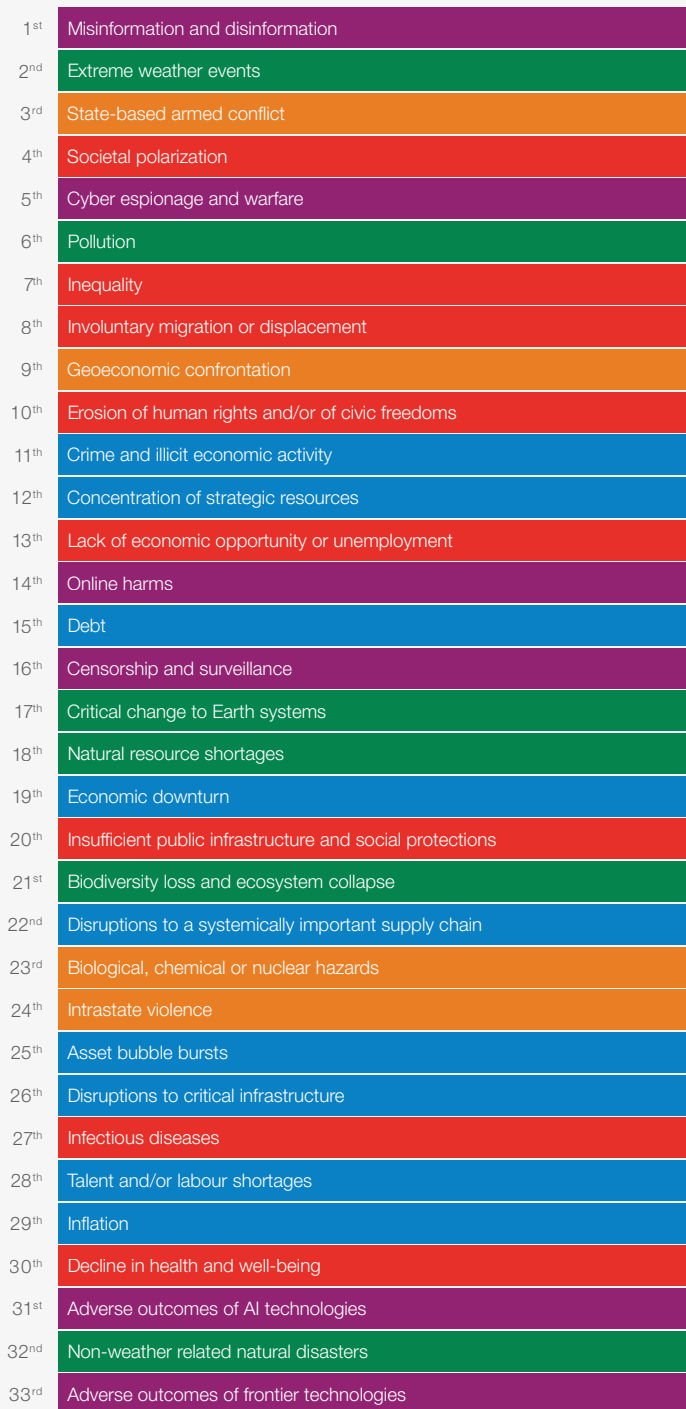 1st Misinformation and disinformation
2nd Extreme weather events
3rd State-based armed conflict
4th Societal polarization
5th Cyber espionage and warfare
6th Pollution
7th Inequality
8th Involuntary migration or displacement
9th Geoeconomic confrontation
10th Erosion of human rights and/or of civic freedoms
11th Crime and illicit economic activity
12th Concentration of strategic resources
13th Lack of economic opportunity or unemployment
14th Online harms
15th Debt
16th Censorship and surveillance
17th Critical change to Earth systems
18th Natural resource shortages
19th Economic downturn
20th Insufficient public infrastructure and social protections
21st Biodiversity loss and ecosystem collapse
22nd Disruptions to a systemically important supply chain
23rd Biological, chemical or nuclear hazards
24th Intrastate violence
25th Asset bubble bursts
26th Disruptions to critical infrastructure
27th Infectious diseases
28th Talent and/or labour shortages
29th Inflation
30th Decline in health and well-being
31st Adverse outcomes of AI technologies
32nd Non-weather related natural disasters
33rd Adverse outcomes of frontier technologies